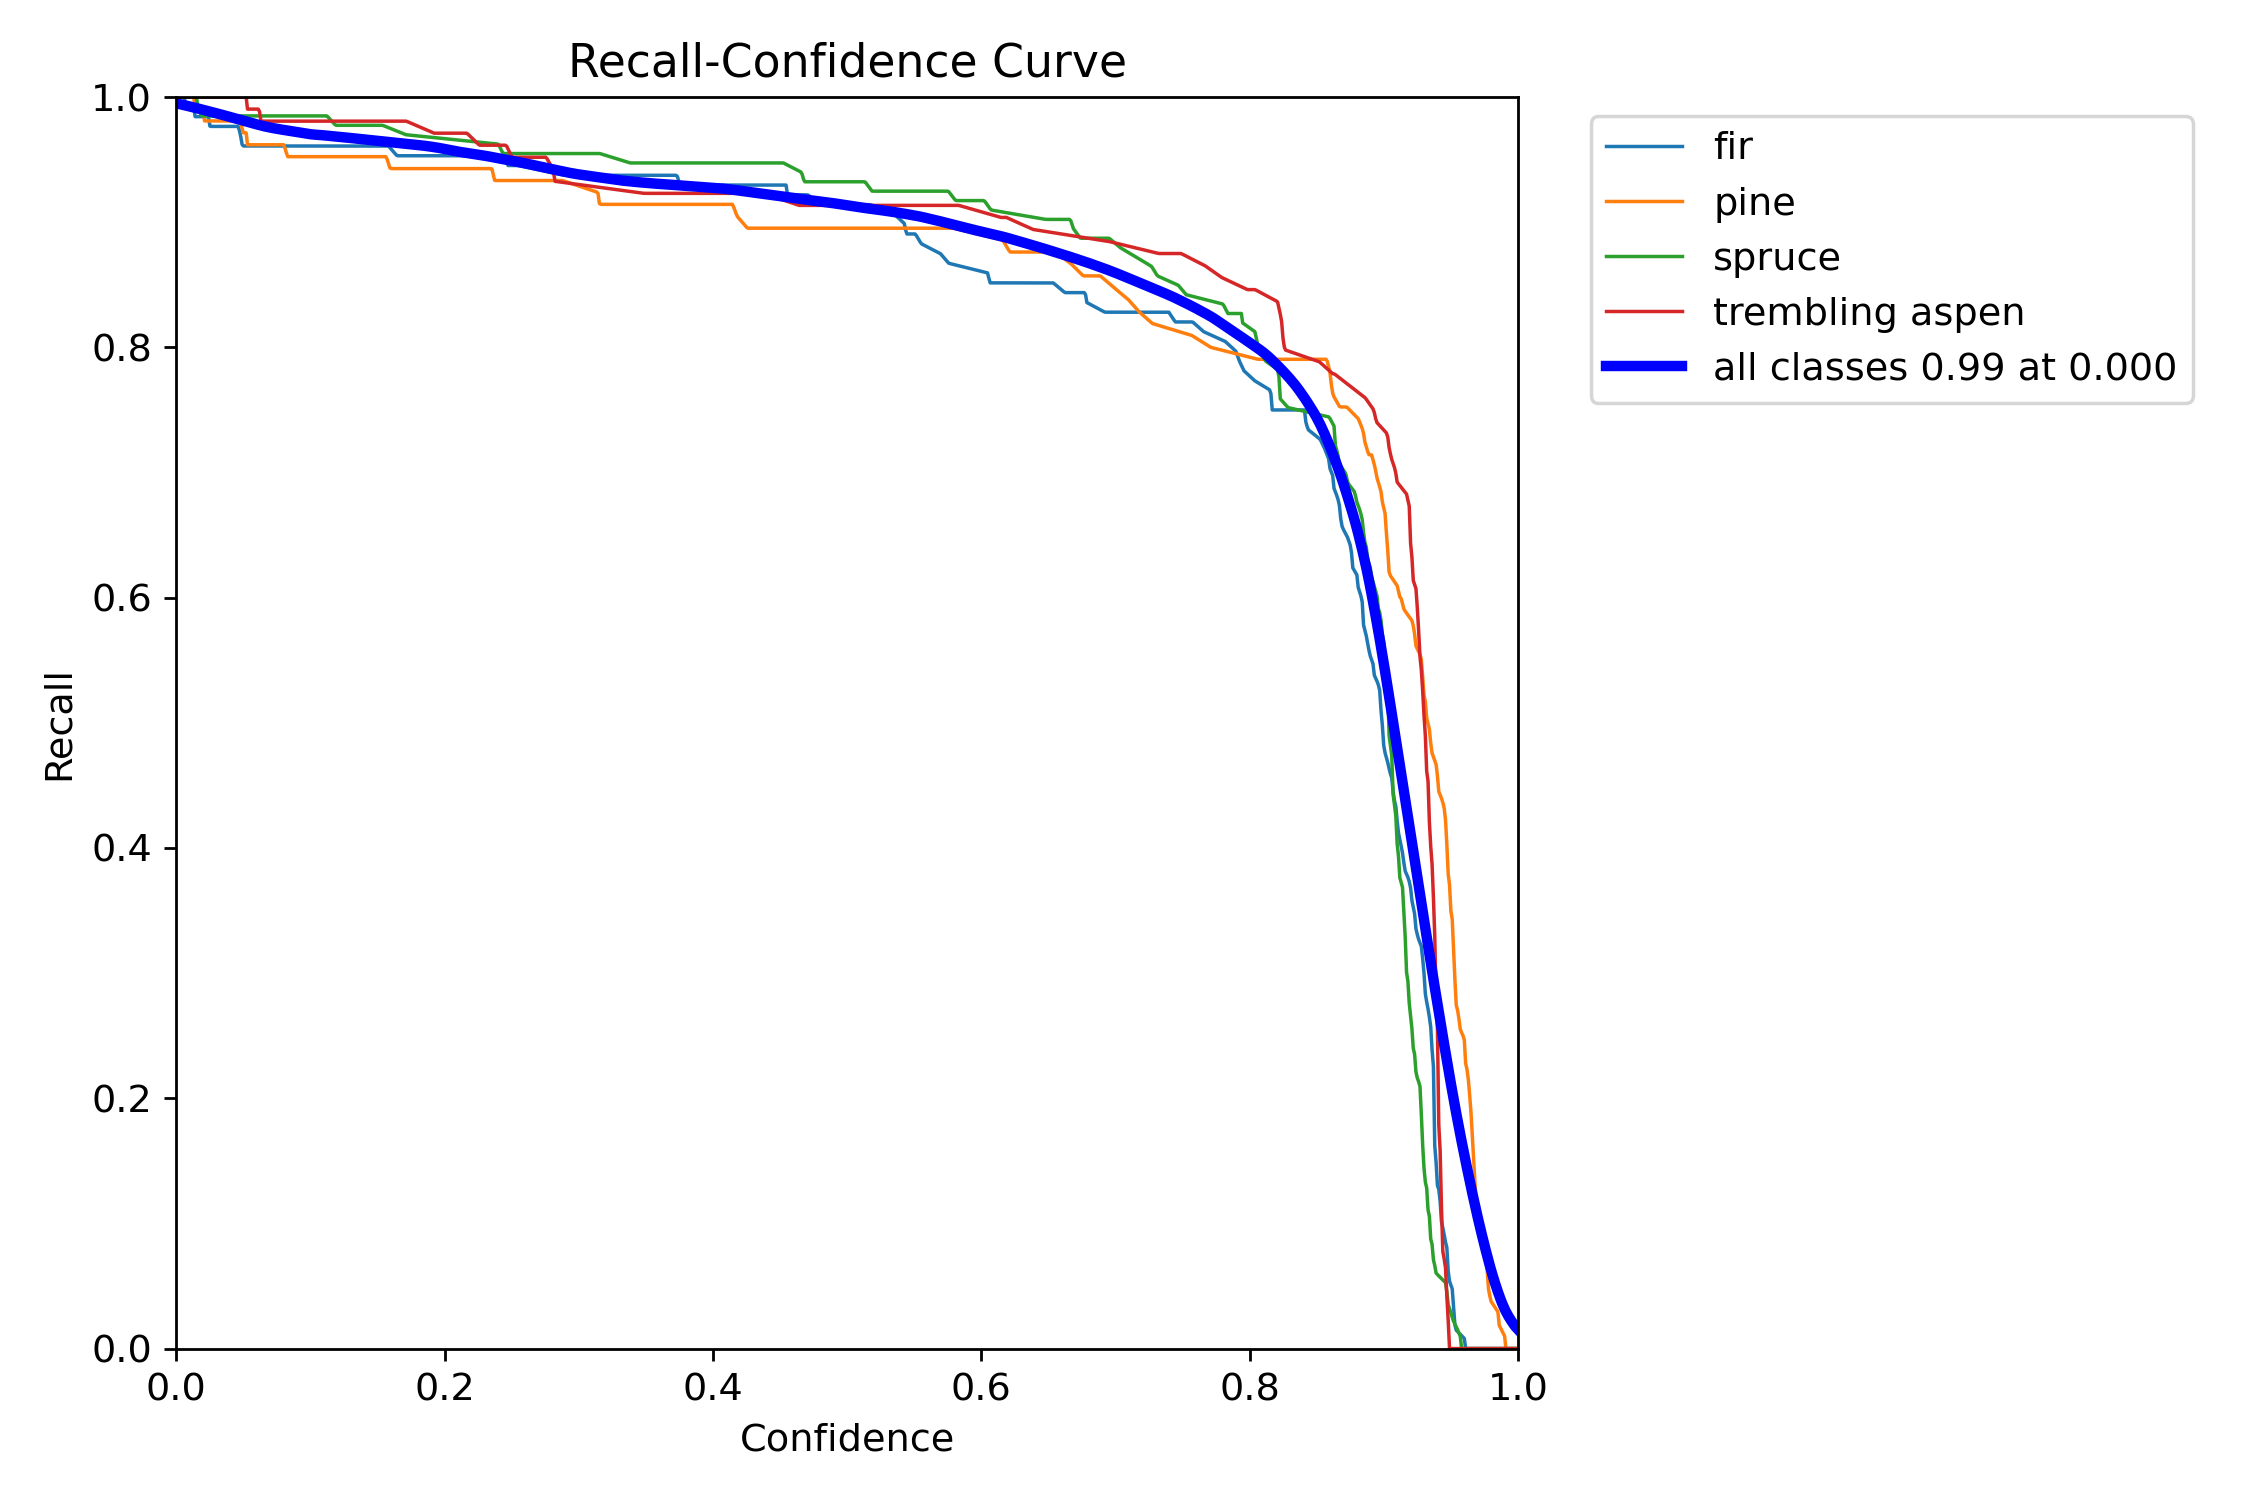 Recall-Confidence Curve
1.0
0.8
0.6
0.4
0.2
0.0
Recall
0.0 0.2 0.4 0.6 0.8 1.0
Confidence
fir
pine
spruce
trembling aspen
all classes 0.99 at 0.000